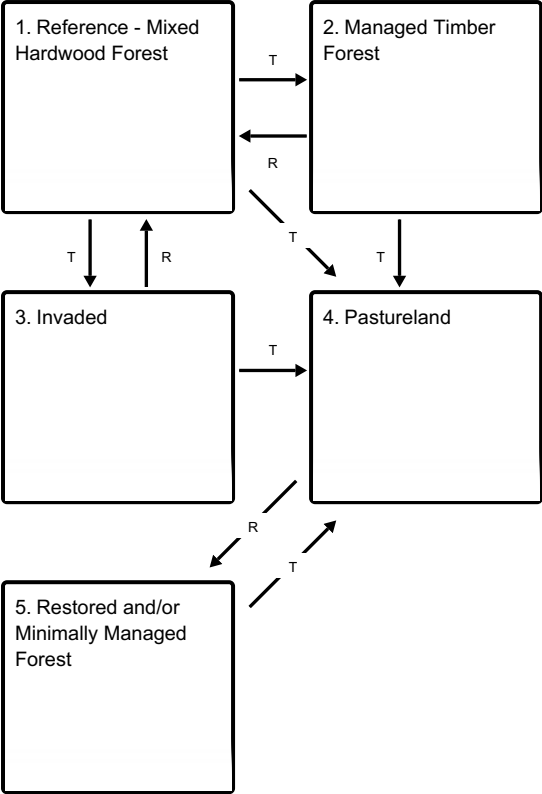 1. Reference - Mixed
Hardwood Forest
2. Managed Timber
Forest
T
R
T
T
R
T
3. Invaded
4. Pastureland
T
R
T
5. Restored and/or
Minimally Managed
Forest